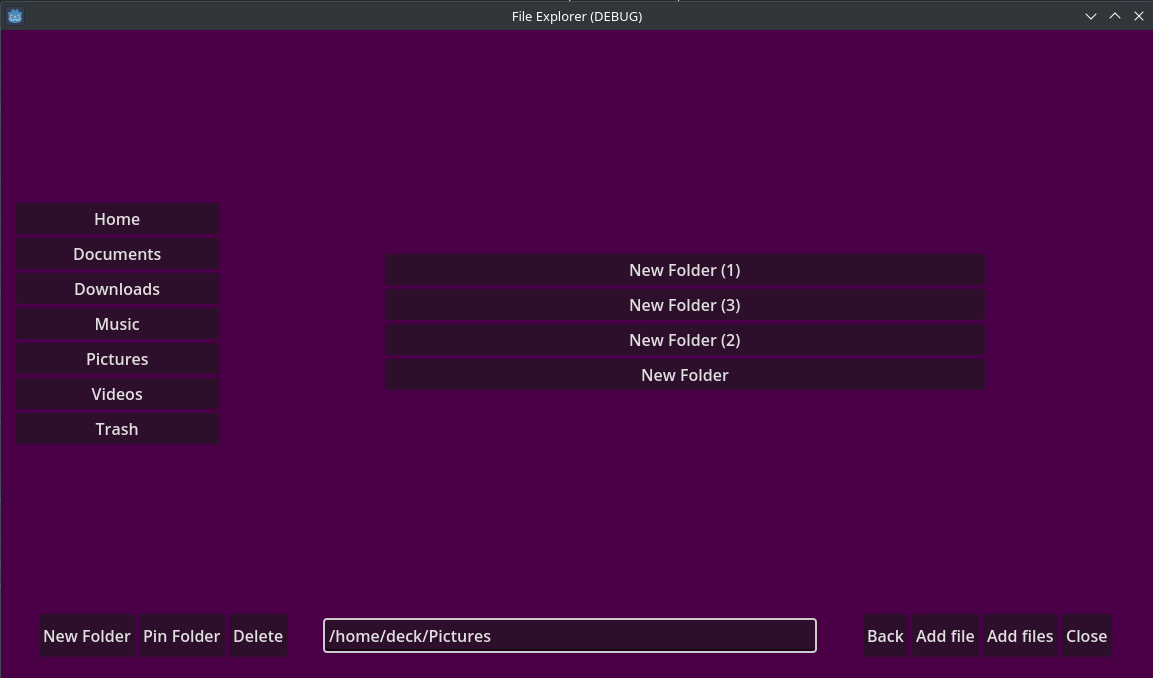 File Explorer (DEBUG)
Home
Documents
Downloads
Music
Pictures
Videos
Trash
New Folder (1)
New Folder (3)
New Folder (2)
New Folder
New Folder Pin Folder Delete /home/deck/Pictures Back Add file Add files Close